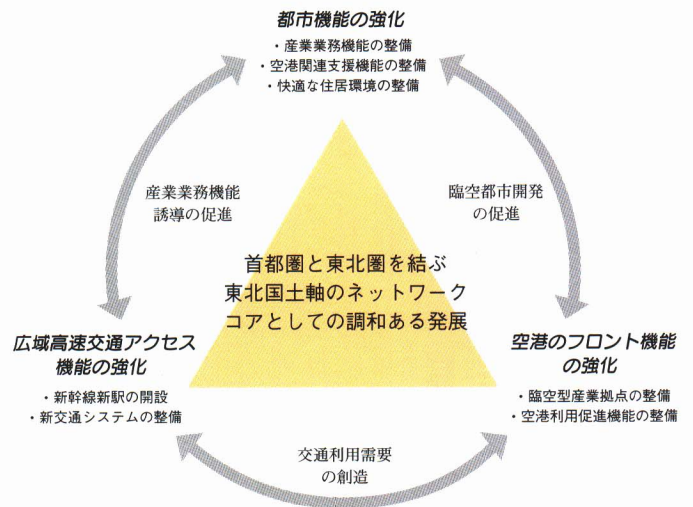 都市機能の強化
・産業業務機能の整備
・空港関連支援機能の整備
・快適な住居環境の整備
産業業務機能
誘導の促進
臨空都市開発
の促進
首都圏と東北圏を結ぶ
東北国土軸のネットワーク
コアとしての調和ある発展
広域高速交通アクセス
機能の強化
・新幹線新駅の開設
・新交通システムの整備
空港のフロント機能
の強化
・臨空型産業拠点の整備
・空港利用促進機能の整備
交通利用需要
の創造